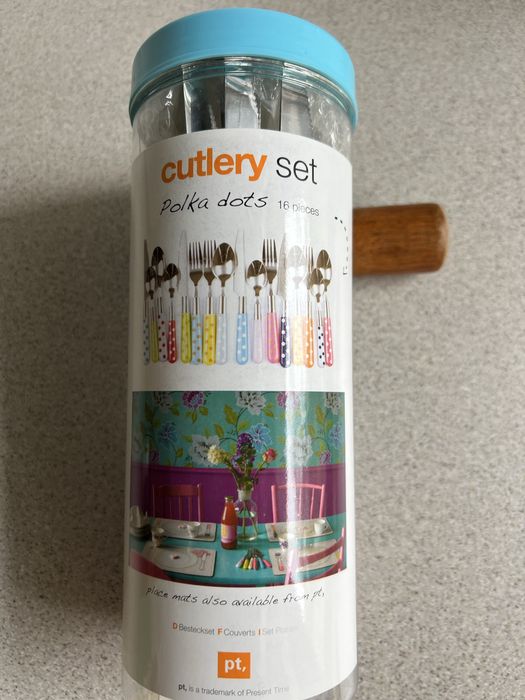 cutlery set
Polka dots 16 pieces
place mats also available from pt,
D Besteckset F Couverts I Set Posate
pt,
pt, is a trademark of Present Time